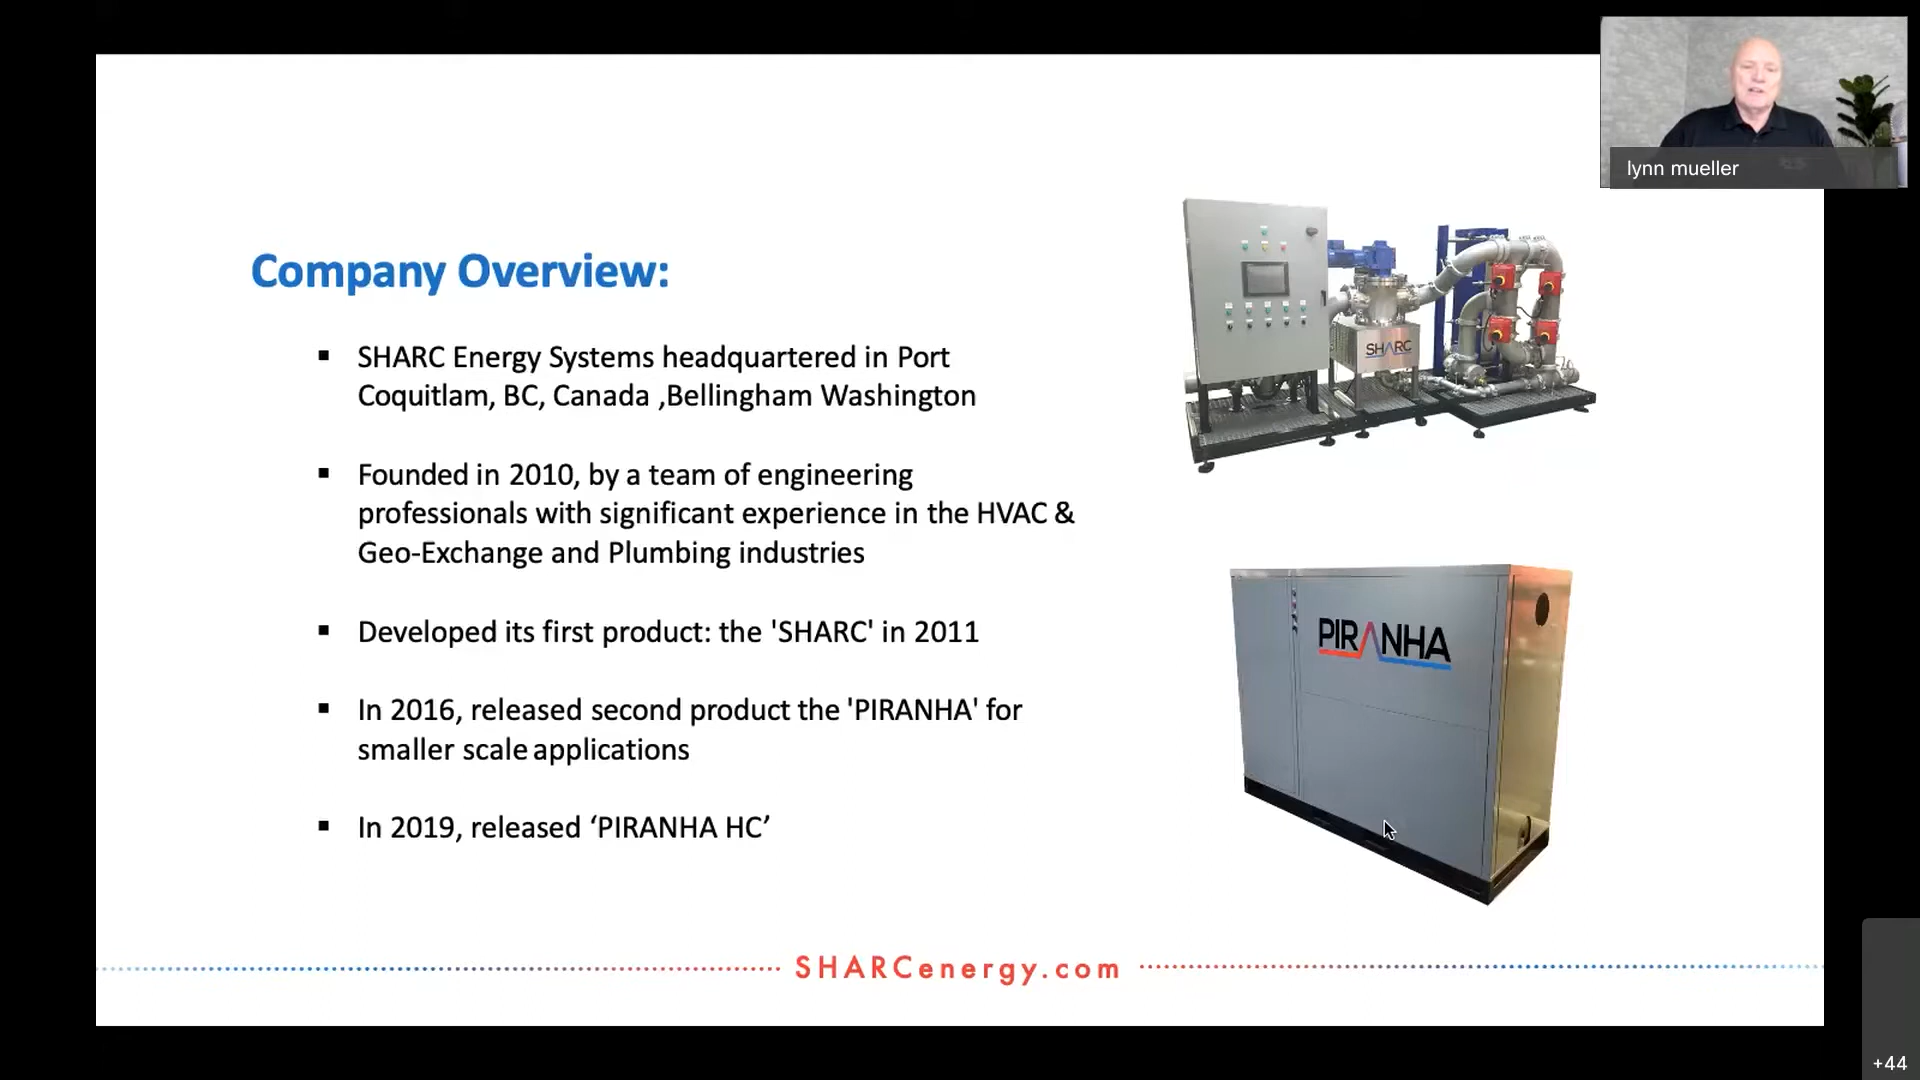 lynn mueller
Company Overview:
▪ SHARC Energy Systems headquartered in Port
Coquitlam, BC, Canada ,Bellingham Washington
▪ Founded in 2010, by a team of engineering
professionals with significant experience in the HVAC &
Geo-Exchange and Plumbing industries
▪ Developed its first product: the 'SHARC' in 2011
▪ In 2016, released second product the 'PIRANHA' for
smaller scale applications
▪ In 2019, released ‘PIRANHA HC’
SHARC
PIRANHA
SHARCenergy.com
+44